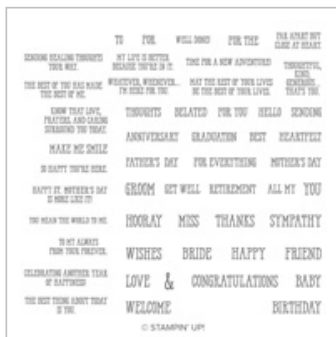 TO FOR WELL DONE! FOR THE
FAR APART BUT
CLOSE AT HEART.
SENDING HEALING THOUGHTS
YOUR WAY.
MY LIFE IS BETTER
BECAUSE YOU'RE IN IT.
TIME FOR A NEW ADVENTURE!
THOUGHTFUL,
KIND,
GENEROUS...
THAT'S YOU.
THE BEST OF YOU HAS MADE
THE BEST OF ME.
WHATEVER, WHENEVER...
I'M HERE FOR YOU.
MAY THE REST OF YOUR LIVES
BE THE BEST OF YOUR LIVES.
KNOW THAT LOVE,
PRAYERS, AND CARING
SURROUND YOU TODAY.
THOUGHTS BELATED FOR YOU HELLO SENDING
ANNIVERSARY GRADUATION BEST HEARTFELT
MAKE ME SMILE
FATHER'S DAY FOR EVERYTHING MOTHER'S DAY
SO HAPPY YOU'RE HERE.
GROOM GET WELL RETIREMENT ALL MY YOU
MOTHER'S DAY
IS MORE LIKE IT!
YOU MEAN THE WORLD TO ME.
HOORAY MISS THANKS SYMPATHY
TO MY ALWAYS
FROM YOUR FOREVER.
WISHES BRIDE HAPPY FRIEND
CELEBRATING ANOTHER YEAR
OF HAPPINESS
LOVE & CONGRATULATIONS BABY
THE BEST THING ABOUT TODAY
IS YOU.
WELCOME BIRTHDAY
© STAMPIN' UP!